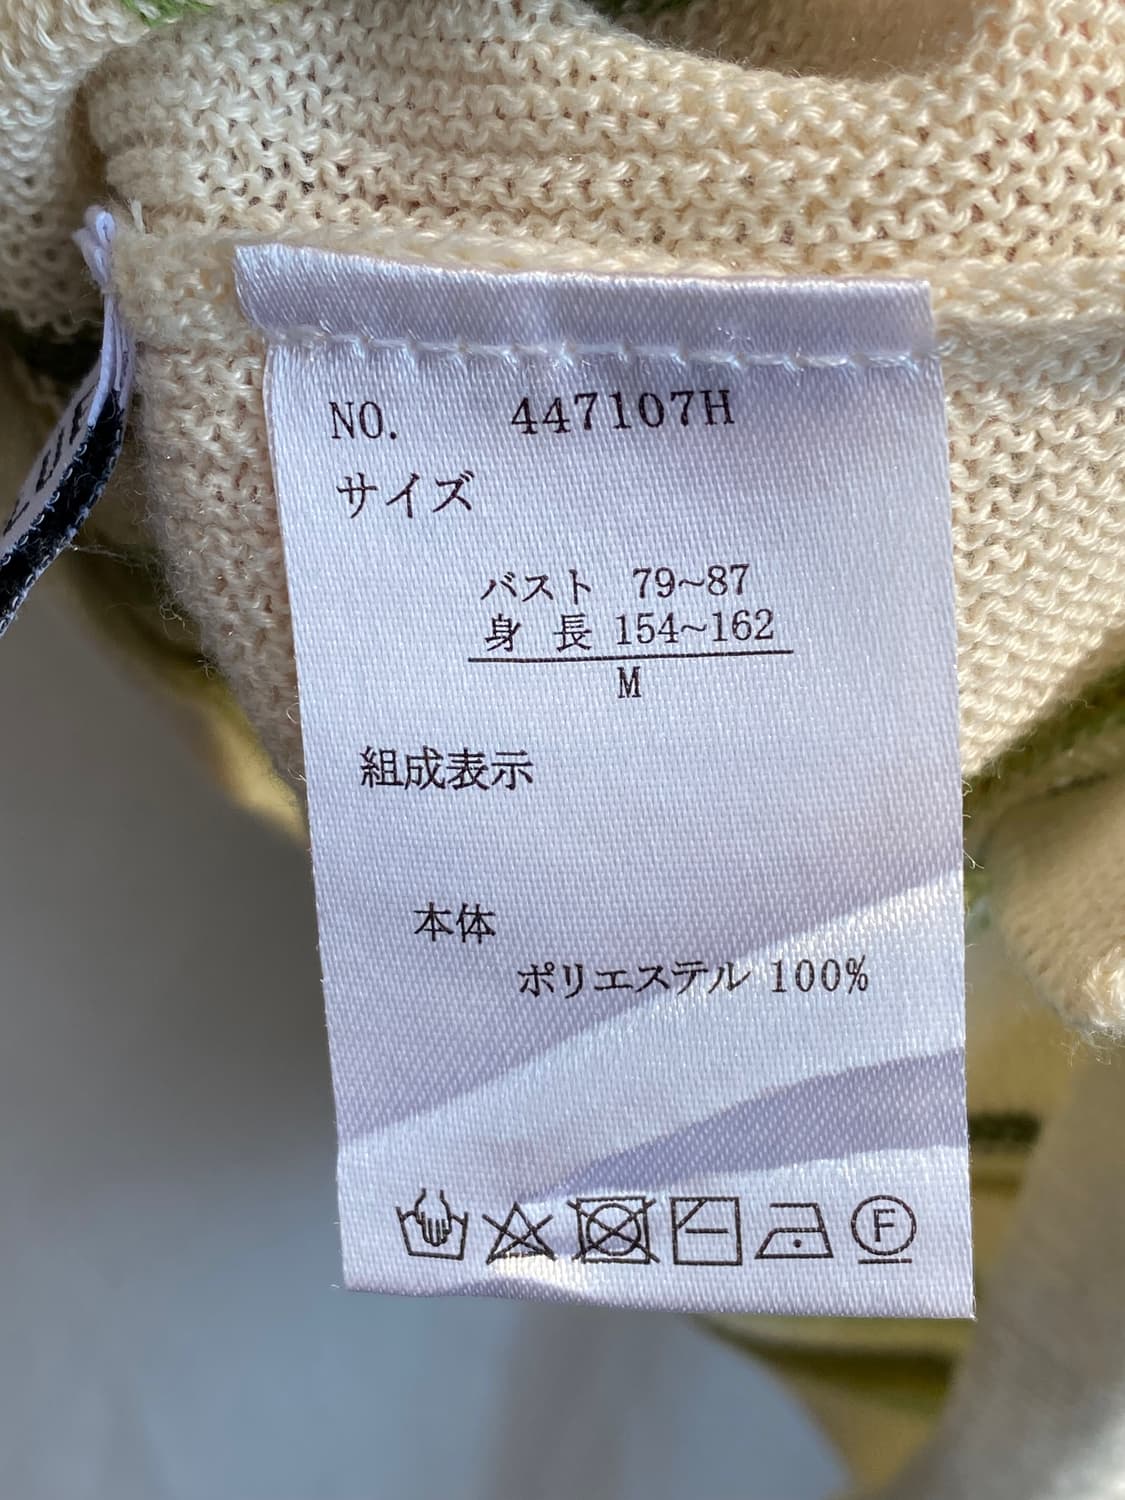 NO. 447107H
サイズ
バスト 79~87
身 長 154~162
M
組成表示
本体
ポリエステル 100%
F